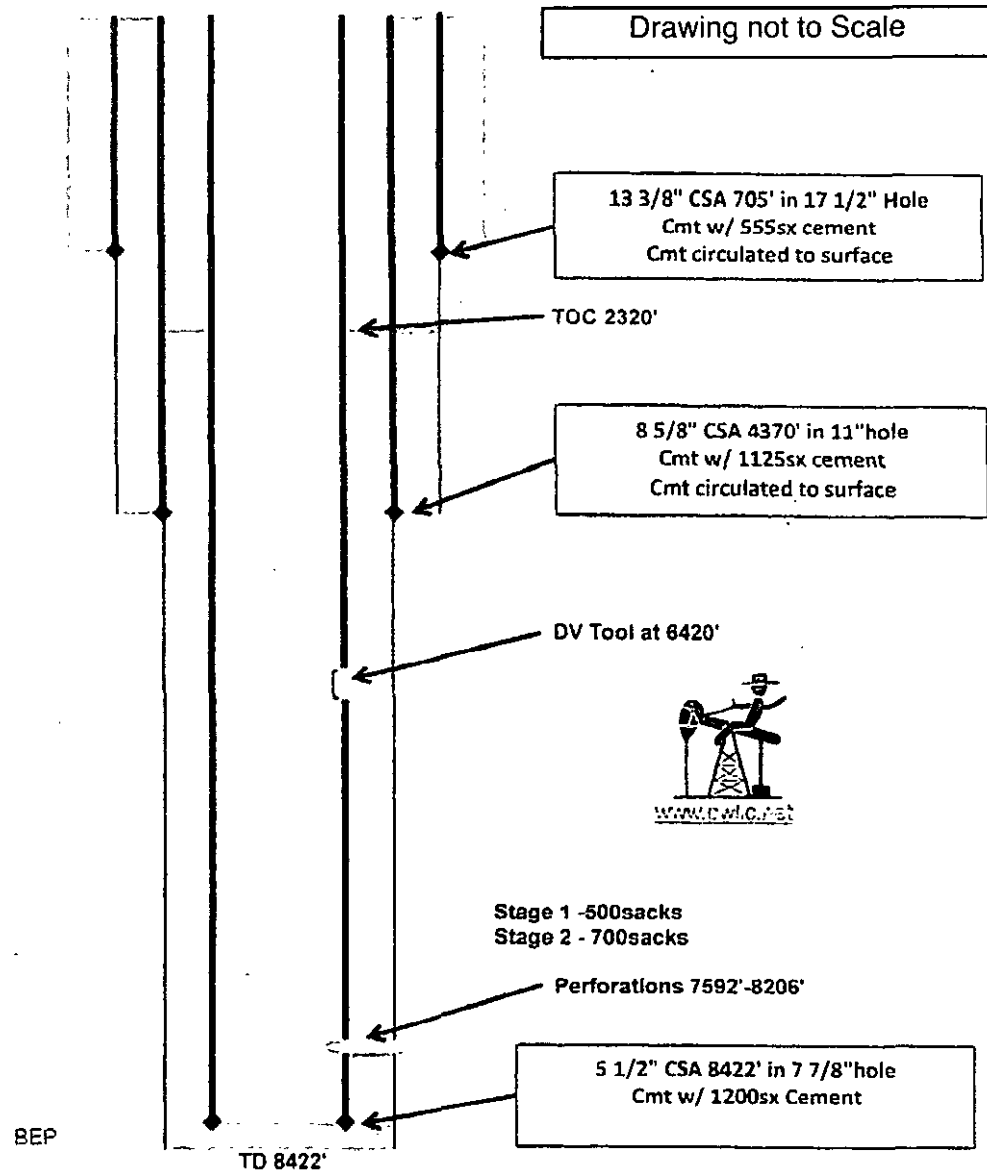 Drawing not to Scale
13 3/8" CSA 705' in 17 1/2" Hole
Cmt w/ 555sx cement
Cmt circulated to surface
TOC 2320'
8 5/8" CSA 4370' in 11"hole
Cmt w/ 1125sx cement
Cmt circulated to surface
DV Tool at 6420'
Stage 1 -500sacks
Stage 2 - 700sacks
Perforations 7592'-8206'
5 1/2" CSA 8422' in 7 7/8"hole
Cmt w/ 1200sx Cement
BEP
TD 8422'